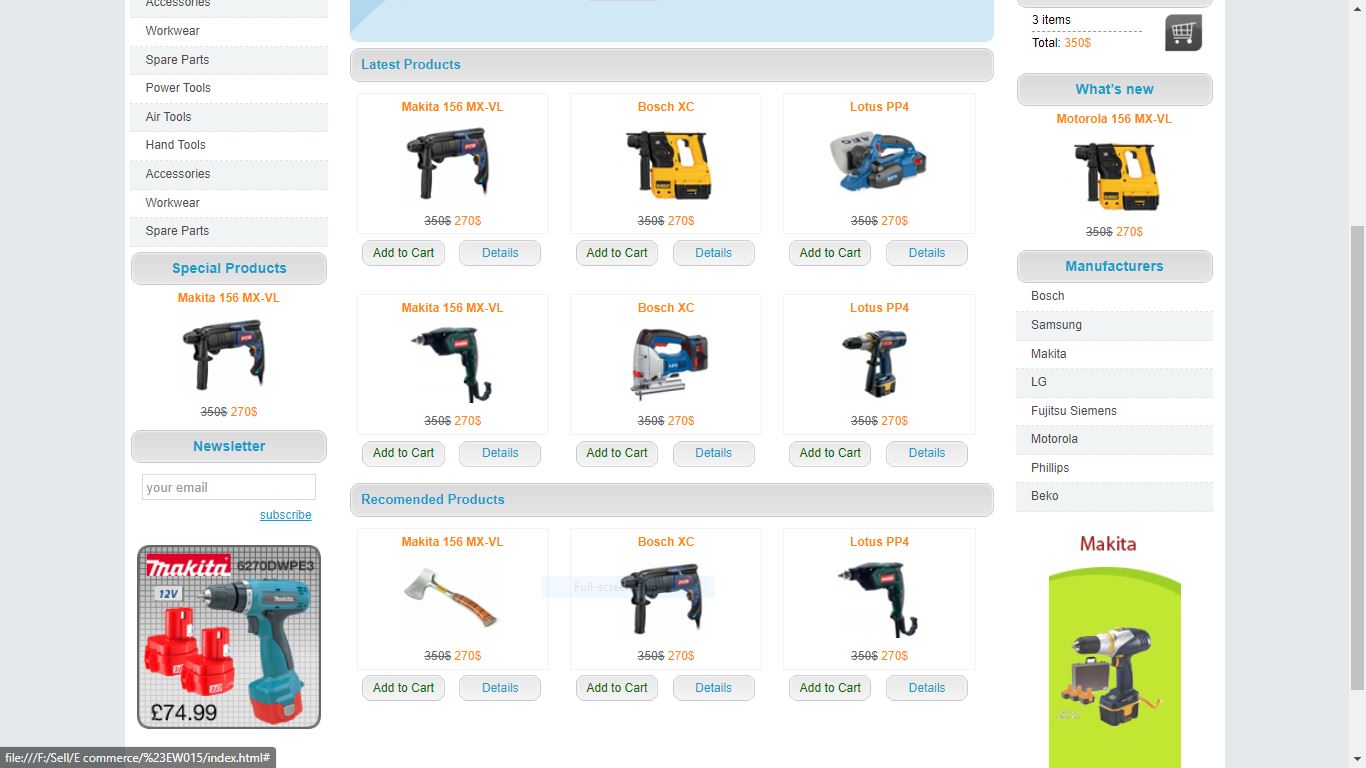 Accessories
Workwear
Spare Parts
Power Tools
Air Tools
Hand Tools
Accessories
Workwear
Spare Parts
Special Products
Makita 156 MX-VL
350$ 270$
Newsletter
your email
subscribe
Makita
6270DWPE3
12V
£74.99
Latest Products
Makita 156 MX-VL
Bosch XC
Lotus PP4
AEG
350$ 270$
350$ 270$
350$ 270$
Add to Cart
Details
Add to Cart
Details
Add to Cart
Details
Makita 156 MX-VL
Bosch XC
Lotus PP4
AEG
350$ 270$
350$ 270$
350$ 270$
Add to Cart
Details
Add to Cart
Details
Add to Cart
Details
Recomended Products
Makita 156 MX-VL
Bosch XC
Lotus PP4
350$ 270$
350$ 270$
350$ 270$
Add to Cart
Details
Add to Cart
Details
Add to Cart
Details
3 items
Total: 350$
What's new
Motorola 156 MX-VL
350$ 270$
Manufacturers
Bosch
Samsung
Makita
LG
Fujitsu Siemens
Motorola
Phillips
Beko
Makita
file:///F:/Sell/E commerce/%23EW015/index.html#